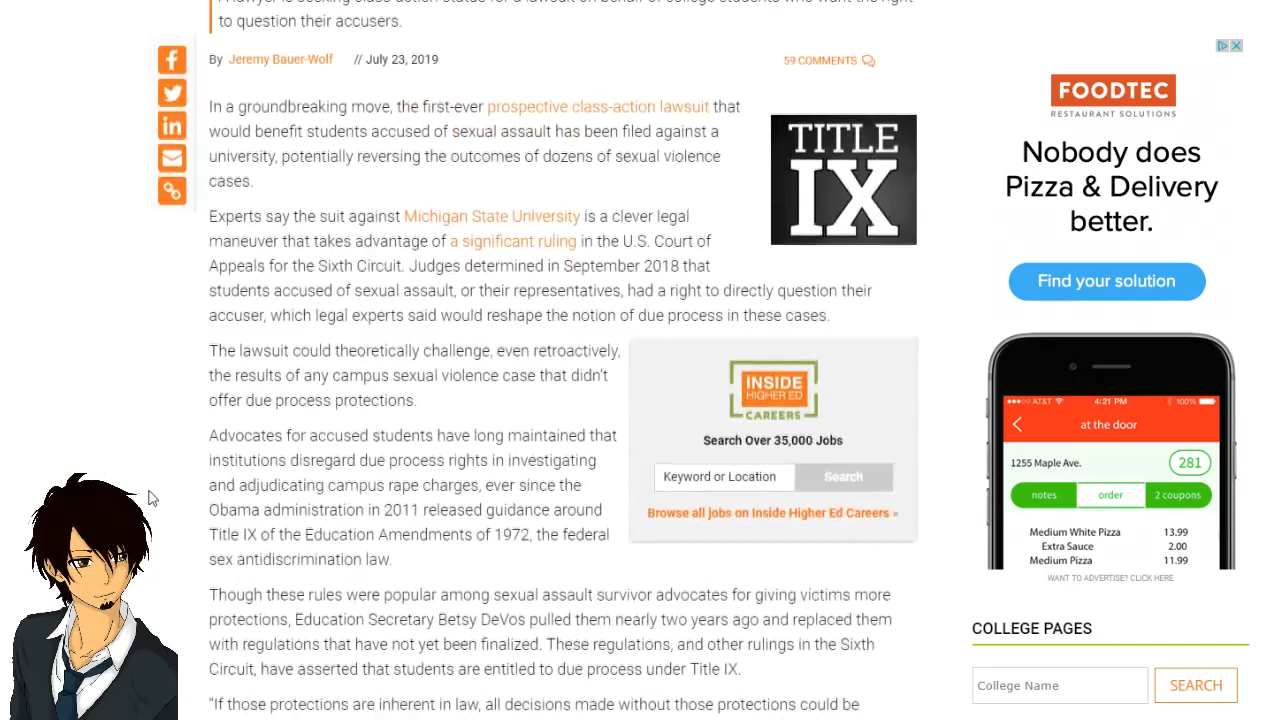 to question their accusers.
By Jeremy Bauer-Wolf // July 23, 2019
59 COMMENTS
In a groundbreaking move, the first-ever prospective class-action lawsuit that
would benefit students accused of sexual assault has been filed against a
university, potentially reversing the outcomes of dozens of sexual violence
cases.
TITLE
IX
Experts say the suit against Michigan State University is a clever legal
maneuver that takes advantage of a significant ruling in the U.S. Court of
Appeals for the Sixth Circuit. Judges determined in September 2018 that
students accused of sexual assault, or their representatives, had a right to directly question their
accuser, which legal experts said would reshape the notion of due process in these cases.
The lawsuit could theoretically challenge, even retroactively,
the results of any campus sexual violence case that didn't
offer due process protections.
Advocates for accused students have long maintained that
institutions disregard due process rights in investigating
and adjudicating campus rape charges, ever since the
Obama administration in 2011 released guidance around
Title IX of the Education Amendments of 1972, the federal
sex antidiscrimination law.
INSIDE
HIGHER ED
CAREERS
Search Over 35,000 Jobs
Keyword or Location
Search
Browse all jobs on Inside Higher Ed Careers »
Though these rules were popular among sexual assault survivor advocates for giving victims more
protections, Education Secretary Betsy DeVos pulled them nearly two years ago and replaced them
with regulations that have not yet been finalized. These regulations, and other rulings in the Sixth
Circuit, have asserted that students are entitled to due process under Title IX.
"If those protections are inherent in law, all decisions made without those protections could be
FOODTEC
RESTAURANT SOLUTIONS
Nobody does
Pizza & Delivery
better.
Find your solution
AT&T 4:21 PM 100%
at the door
1255 Maple Ave. 281
notes order 2 coupons
Medium White Pizza 13.99
Extra Sauce 2.00
Medium Pizza 11.99
WANT TO ADVERTISE? CLICK HERE
COLLEGE PAGES
College Name
SEARCH